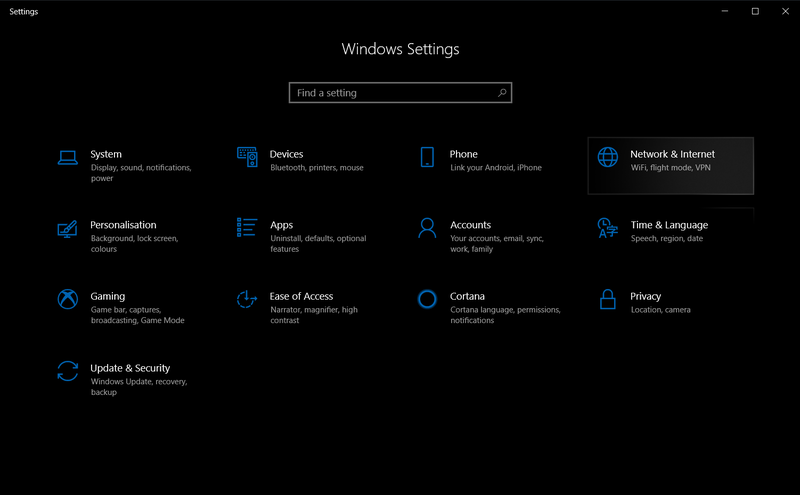 Settings
Windows Settings
Find a setting
System
Display, sound, notifications,
power
Devices
Bluetooth, printers, mouse
Phone
Link your Android, iPhone
Network & Internet
WiFi, flight mode, VPN
Personalisation
Background, lock screen,
colours
Apps
Uninstall, defaults, optional
features
Accounts
Your accounts, email, sync,
work, family
Time & Language
Speech, region, date
Gaming
Game bar, captures,
broadcasting, Game Mode
Ease of Access
Narrator, magnifier, high
contrast
Cortana
Cortana language, permissions,
notifications
Privacy
Location, camera
Update & Security
Windows Update, recovery,
backup